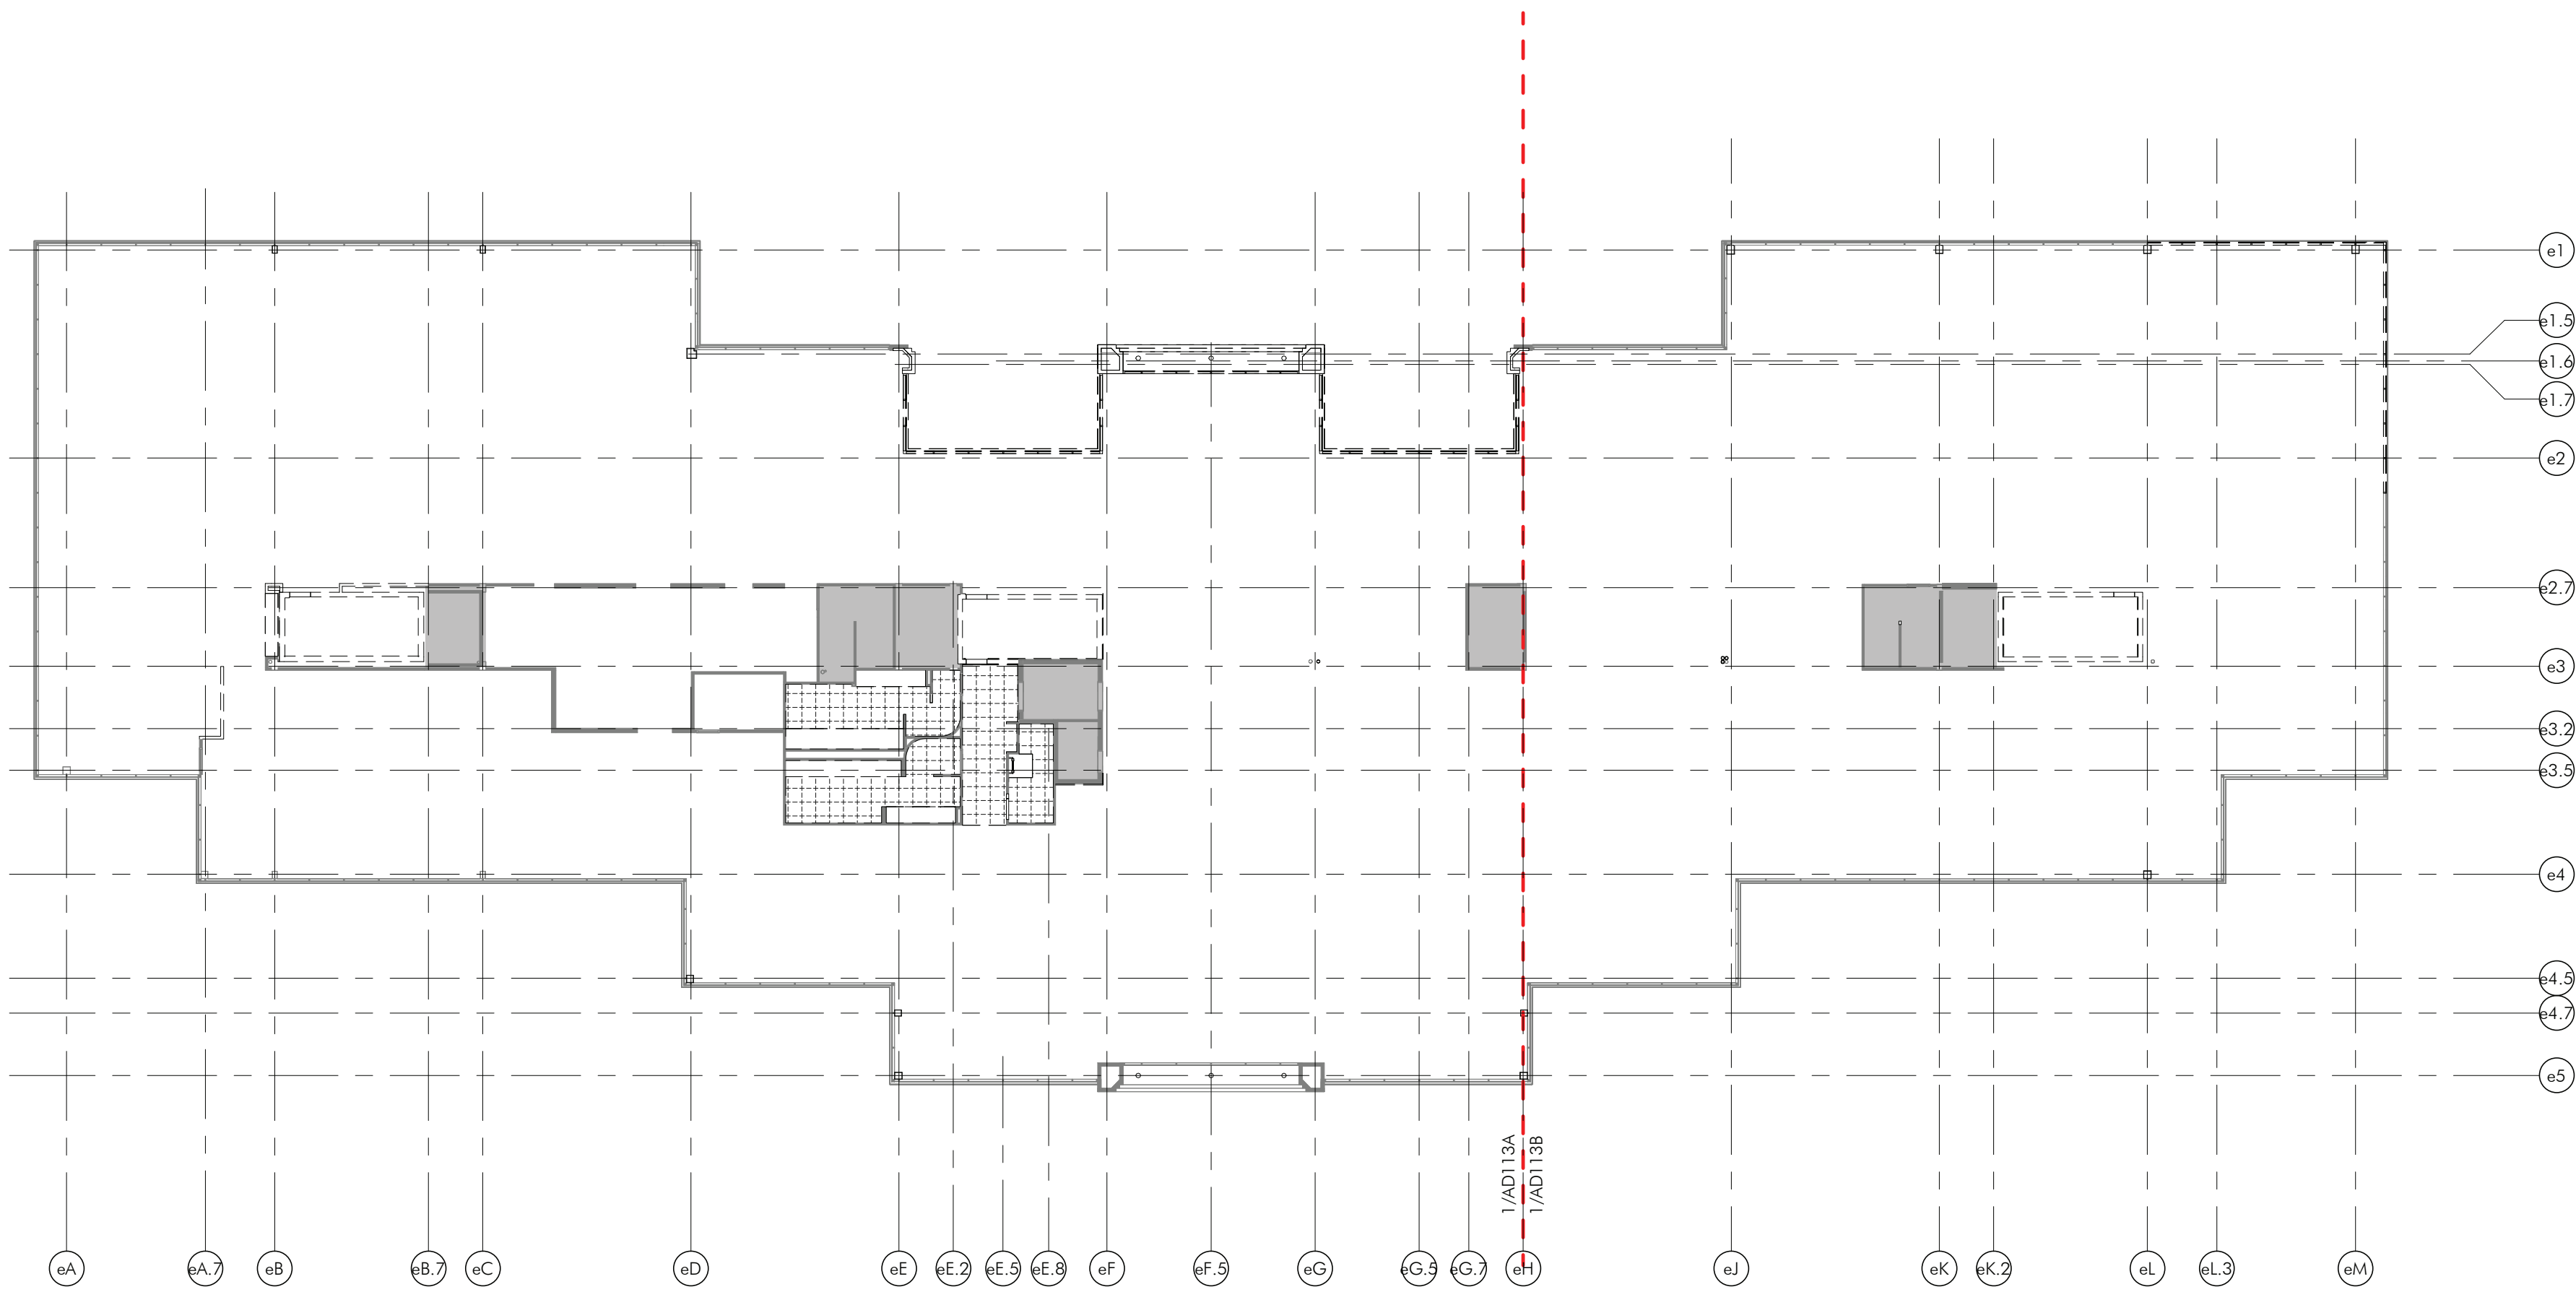 e1
e1.5
e1.6
e1.7
e2
e2.7
e3
e3.2
e3.5
e4
e4.5
e4.7
e5
1/AD113A
1/AD113B
eA
eA.7
eB
eB.7
eC
eD
eE
eE.2
eE.5
eE.8
eF
eF.5
eG
eG.5
eG.7
eH
eJ
eK
eK.2
eL
eL.3
eM